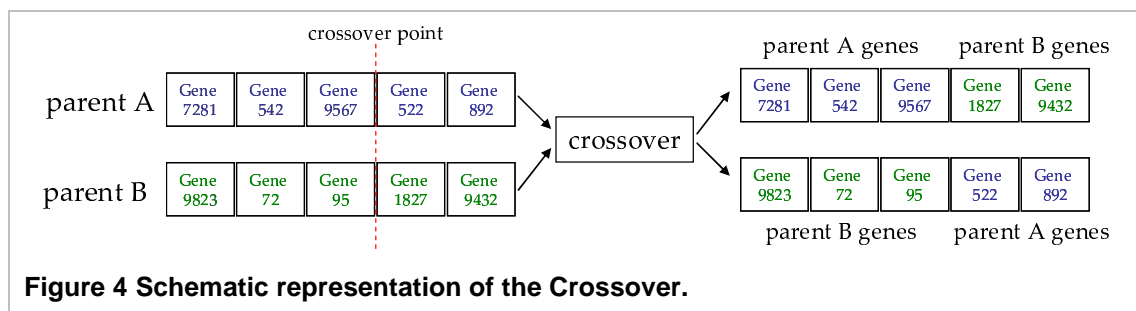 crossover point
parent A
Gene 7281 Gene 542 Gene 9567 Gene 522 Gene 892
parent B
Gene 9823 Gene 72 Gene 95 Gene 1827 Gene 9432
crossover
parent A genes parent B genes
Gene 7281 Gene 542 Gene 9567 Gene 1827 Gene 9432
Gene 9823 Gene 72 Gene 95 Gene 522 Gene 892
parent B genes parent A genes
Figure 4 Schematic representation of the Crossover.